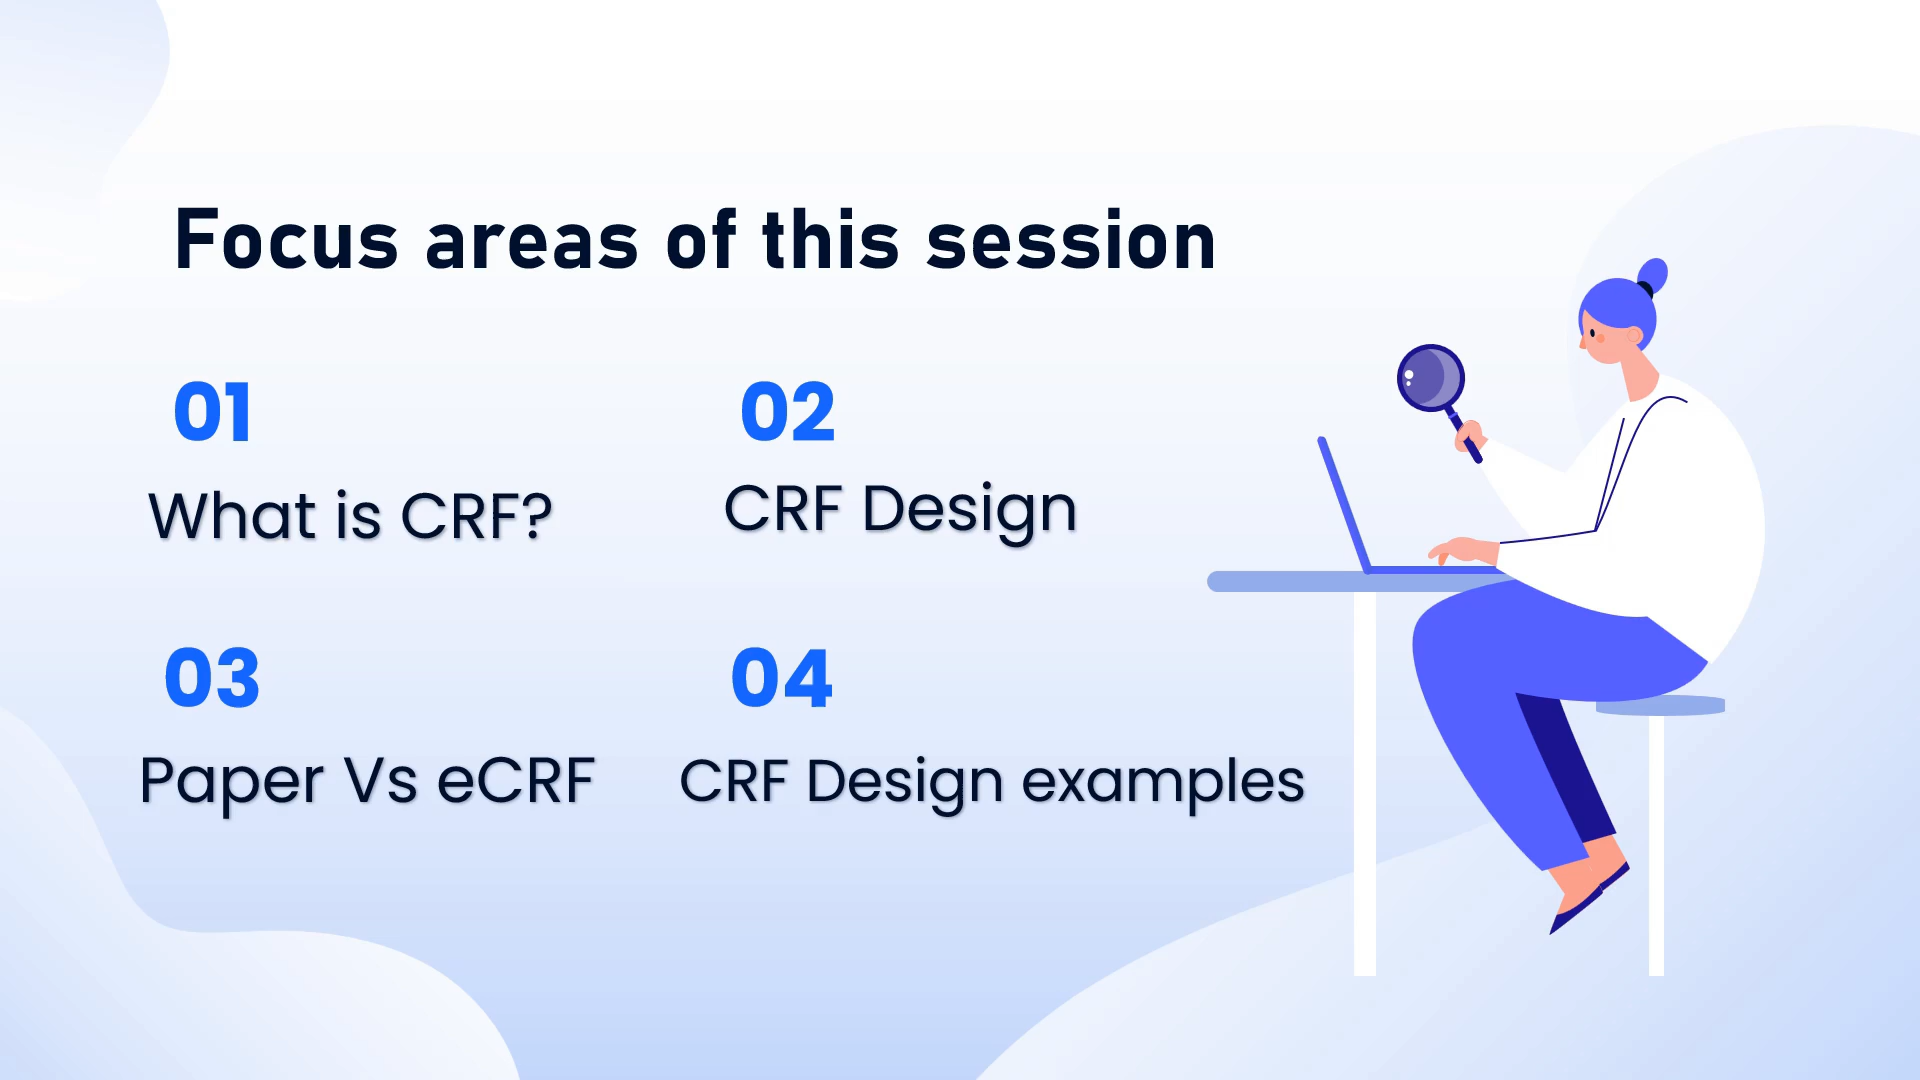 Focus areas of this session
01
What is CRF?
02
CRF Design
03
Paper Vs eCRF
04
CRF Design examples